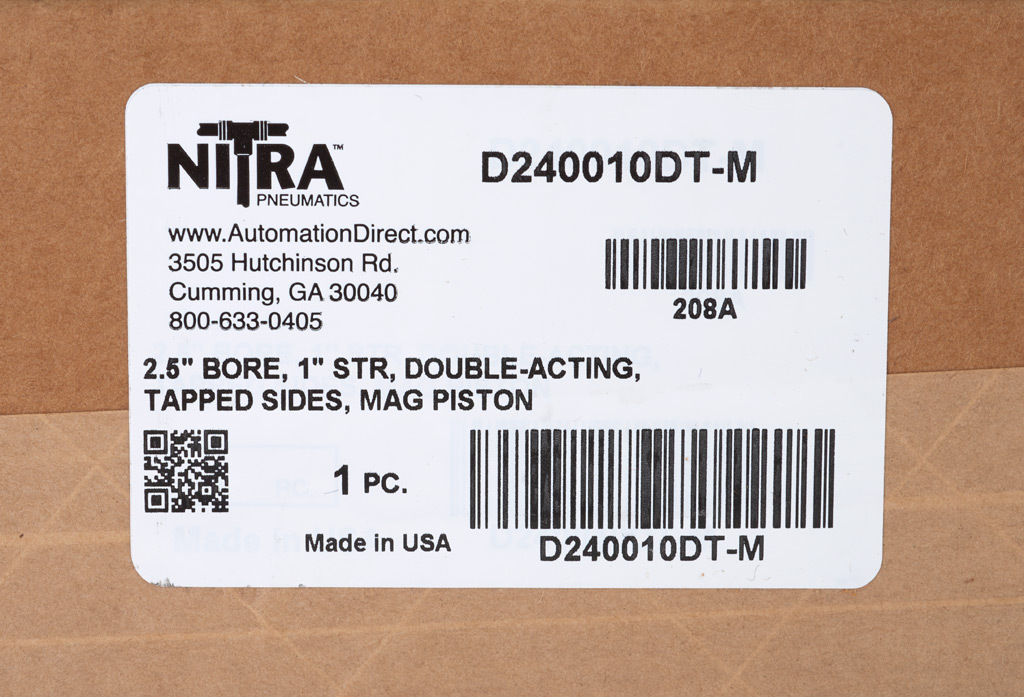 NITRA™
PNEUMATICS
D240010DT-M
www.AutomationDirect.com
3505 Hutchinson Rd.
Cumming, GA 30040
800-633-0405
208A
2.5" BORE, 1" STR, DOUBLE-ACTING,
TAPPED SIDES, MAG PISTON
1 PC.
Made in USA
D240010DT-M